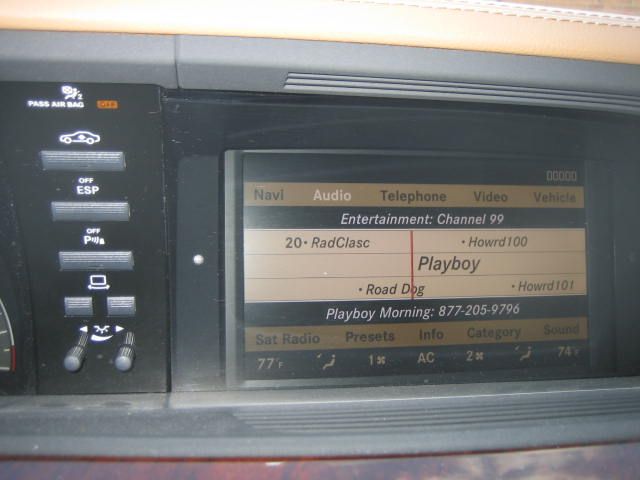 PASS AIR BAG OFF
OFF
ESP
OFF
P
00000
Navi Audio Telephone Video Vehicle
Entertainment: Channel 99
20 • RadClasc • Howrd100
Playboy
• Road Dog • Howrd101
Playboy Morning: 877-205-9796
Sat Radio Presets Info Category Sound
77°F 1 AC 2 74°F